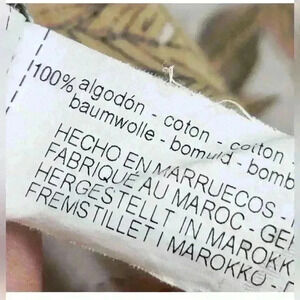 100% algodón - coton - cotton
baumwolle - bomuld - bomb
HECHO EN MARRUECOS -
FABRIQUÉ AU MAROC - GE
HERGESTELLT IN MAROKK
FREMSTILLET I MAROKKO -